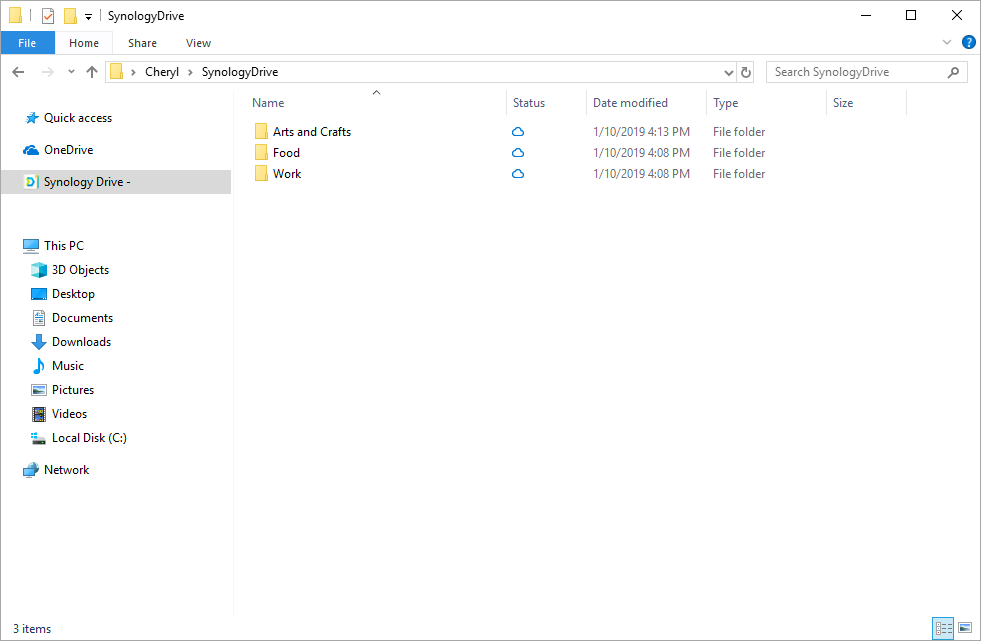 SynologyDrive
File Home Share View
Cheryl > SynologyDrive Search SynologyDrive
Name Status Date modified Type Size
Quick access
OneDrive
Synology Drive -
This PC
3D Objects
Desktop
Documents
Downloads
Music
Pictures
Videos
Local Disk (C:)
Network
Arts and Crafts 1/10/2019 4:13 PM File folder
Food 1/10/2019 4:08 PM File folder
Work 1/10/2019 4:08 PM File folder
3 items